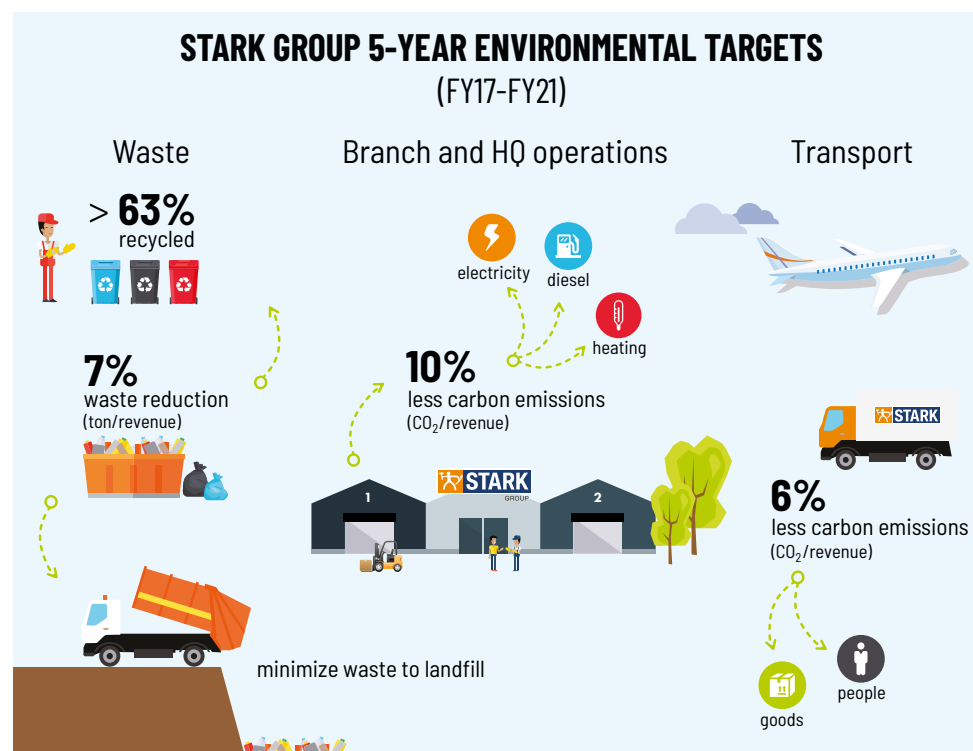 STARK GROUP 5-YEAR ENVIRONMENTAL TARGETS
(FY17-FY21)
Waste
> 63%
recycled
7%
waste reduction
(ton/revenue)
minimize waste to landfill
Branch and HQ operations
electricity
diesel
heating
10%
less carbon emissions
(CO₂/revenue)
STARK
GROUP
1
2
Transport
STARK
6%
less carbon emissions
(CO₂/revenue)
goods
people